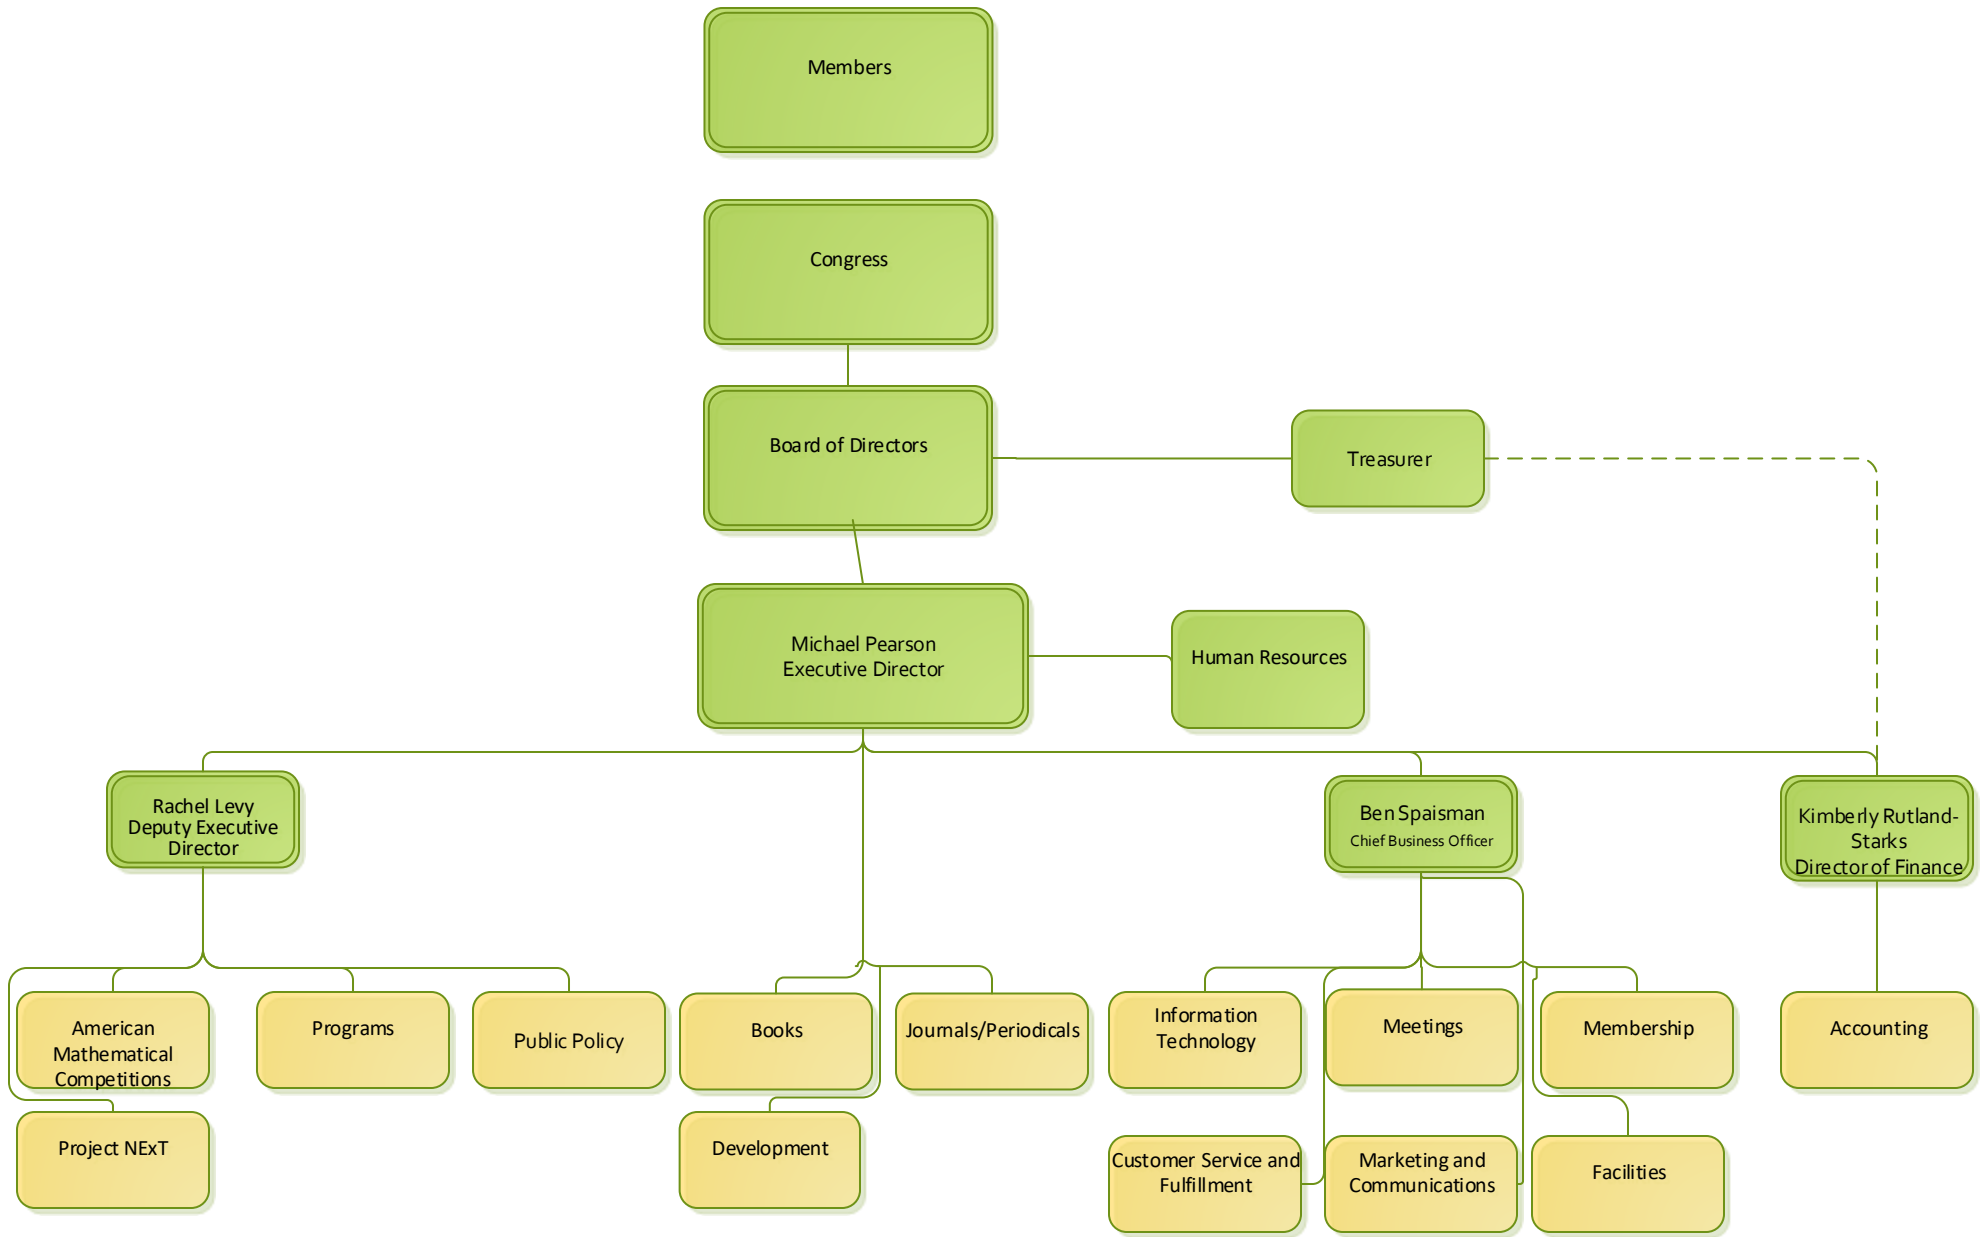 Members
Congress
Board of Directors
Treasurer
Michael Pearson
Executive Director
Human Resources
Rachel Levy
Deputy Executive
Director
Ben Spaisman
Chief Business Officer
Kimberly Rutland-
Starks
Director of Finance
American
Mathematical
Competitions
Programs
Public Policy
Books
Journals/Periodicals
Information
Technology
Meetings
Membership
Accounting
Project NExT
Development
Customer Service and
Fulfillment
Marketing and
Communications
Facilities